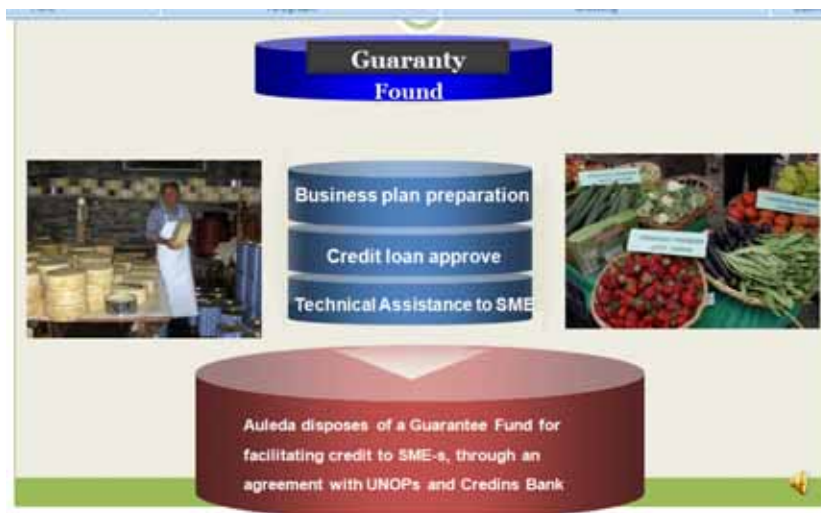 Guaranty
Found
Business plan preparation
Credit loan approve
Technical Assistance to SME
Auleda disposes of a Guarantee Fund for
facilitating credit to SME-s, through an
agreement with UNOPs and Credins Bank